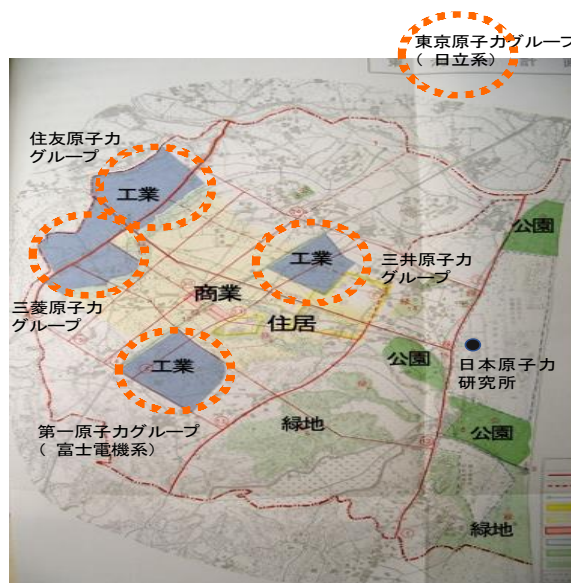 東京原子力グループ
( 日立系)
住友原子力
グループ
工業
公園
工業
三井原子力
グループ
商業
三菱原子力
グループ
住居
工業
公園
日本原子力
研究所
第一原子力グループ
( 富士電機系)
緑地
公園
緑地